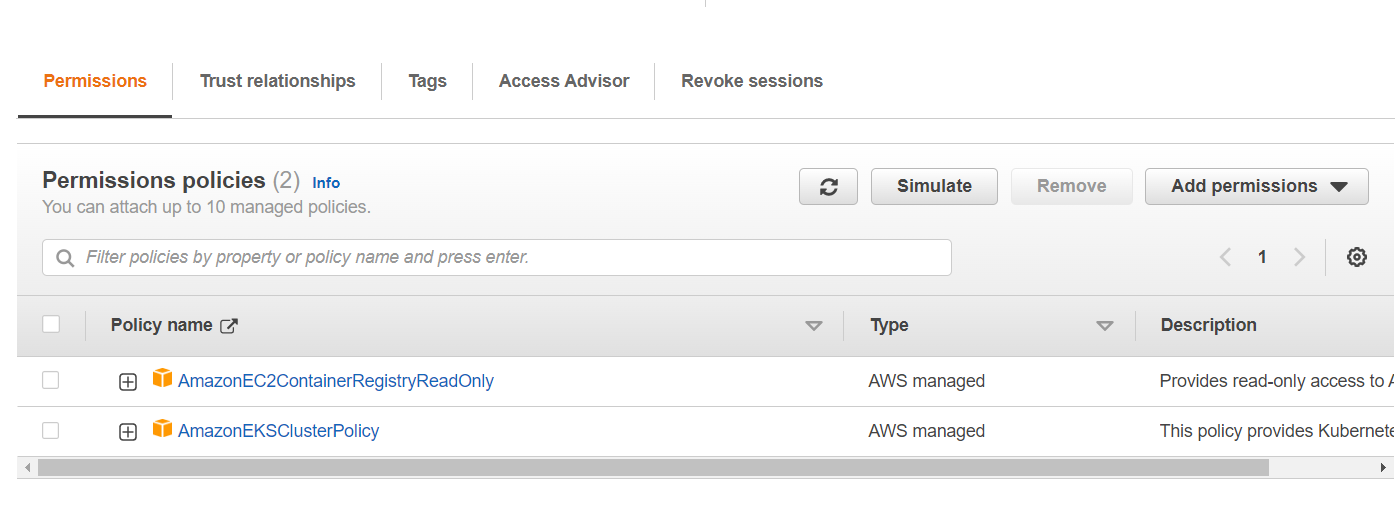 Permissions Trust relationships Tags Access Advisor Revoke sessions
Permissions policies (2) Info
You can attach up to 10 managed policies.
Simulate Remove Add permissions
Filter policies by property or policy name and press enter.
1
Policy name Type Description
AmazonEC2ContainerRegistryReadOnly AWS managed Provides read-only access to A
AmazonEKSClusterPolicy AWS managed This policy provides Kubernete